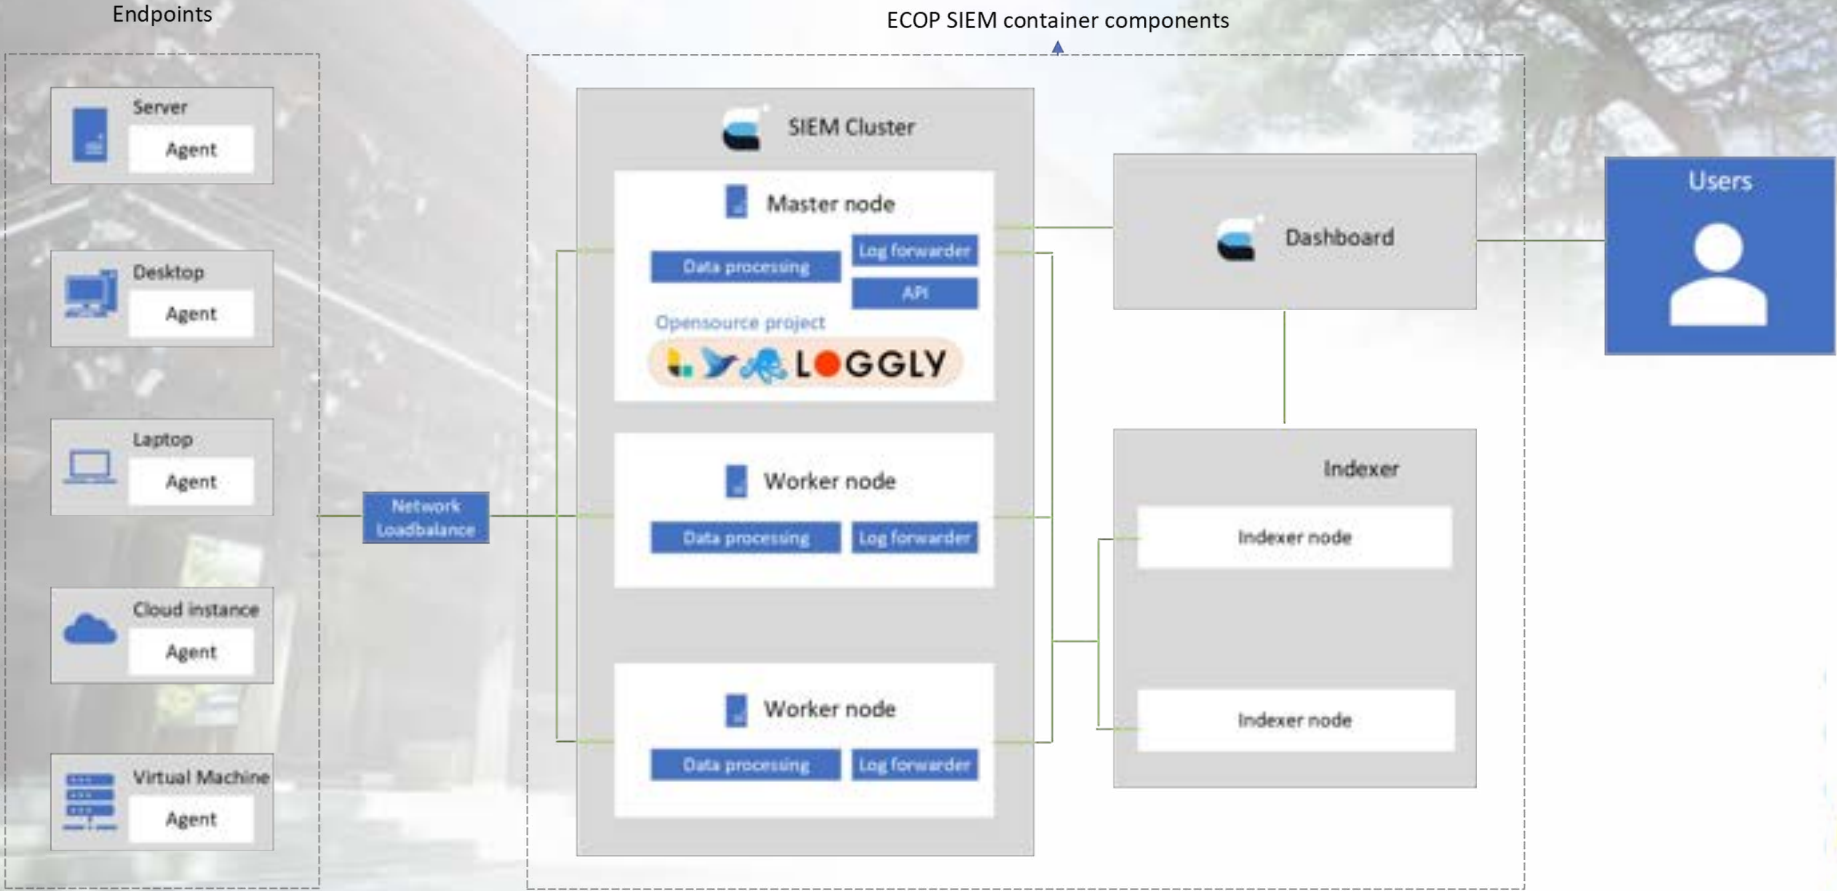 Endpoints
ECOP SIEM container components
Server
Agent
Desktop
Agent
Laptop
Agent
Cloud instance
Agent
Virtual Machine
Agent
Network
Loadbalance
SIEM Cluster
Master node
Data processing
Log forwarder
API
Opensource project
LOGGLY
Worker node
Data processing
Log forwarder
Worker node
Data processing
Log forwarder
Dashboard
Indexer
Indexer node
Indexer node
Users